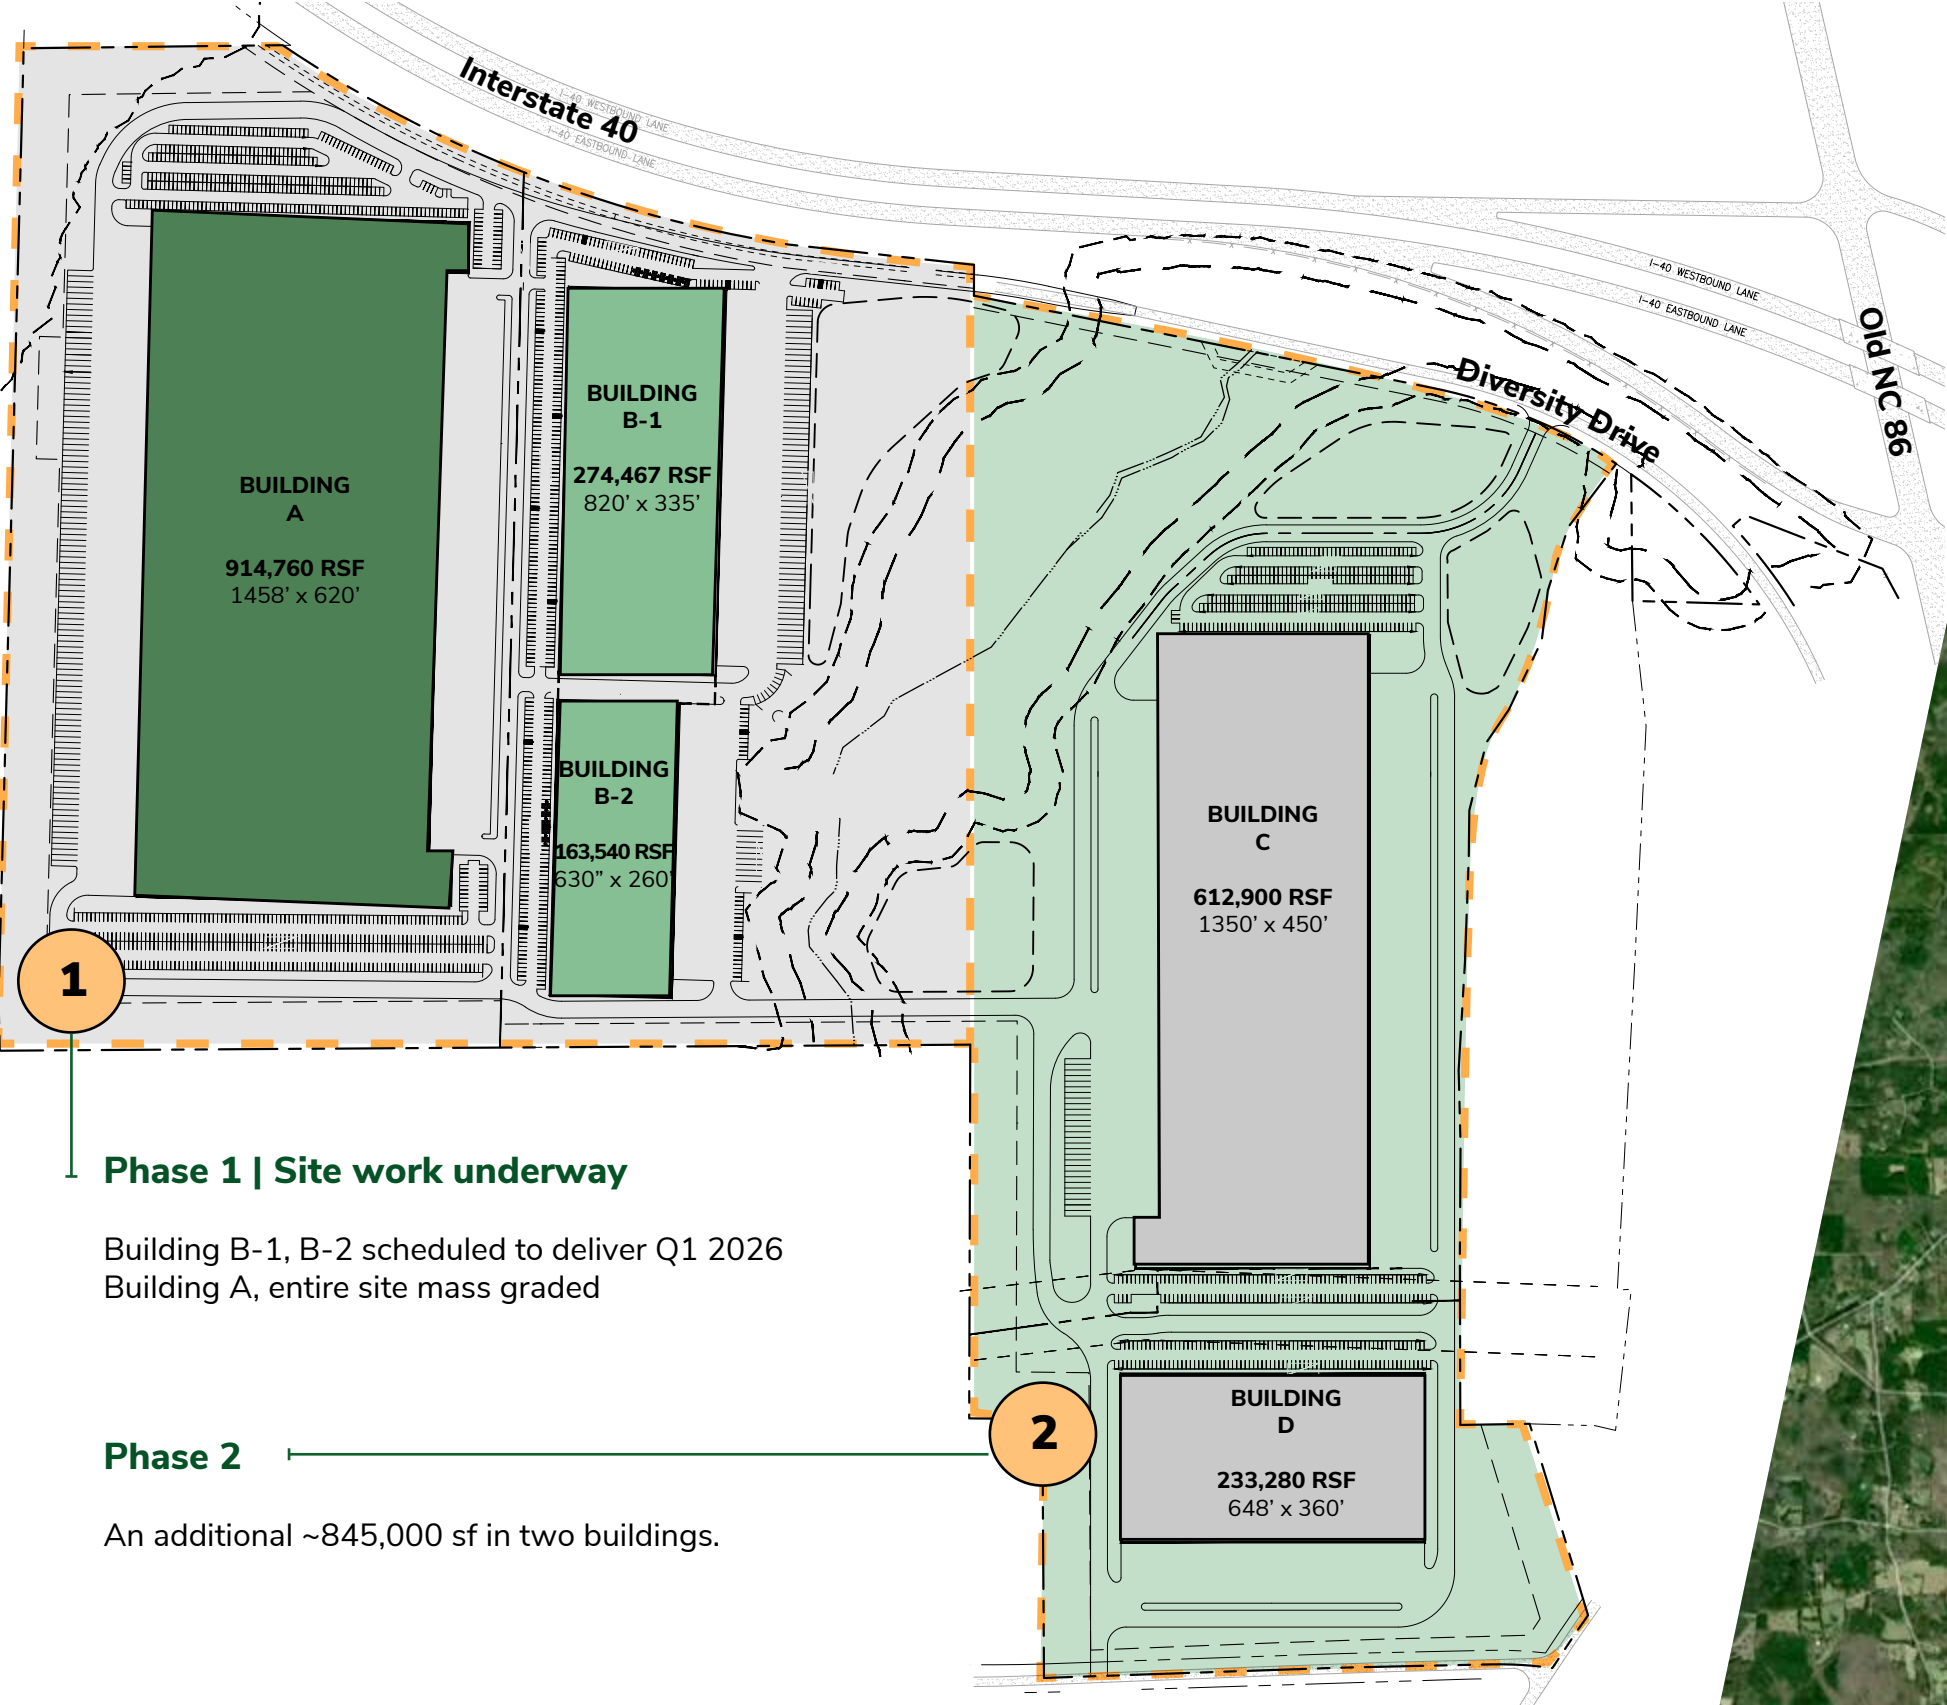 Interstate 40
I-40 WESTBOUND LANE
I-40 EASTBOUND LANE
I-40 WESTBOUND LANE
I-40 EASTBOUND LANE
Old NC 86
Diversity Drive
BUILDING
A
914,760 RSF
1458’ x 620’
BUILDING
B-1
274,467 RSF
820’ x 335’
BUILDING
B-2
163,540 RSF
630” x 260’
BUILDING
C
612,900 RSF
1350’ x 450’
BUILDING
D
233,280 RSF
648’ x 360’
1
Phase 1 | Site work underway
Building B-1, B-2 scheduled to deliver Q1 2026
Building A, entire site mass graded
2
Phase 2
An additional ~845,000 sf in two buildings.